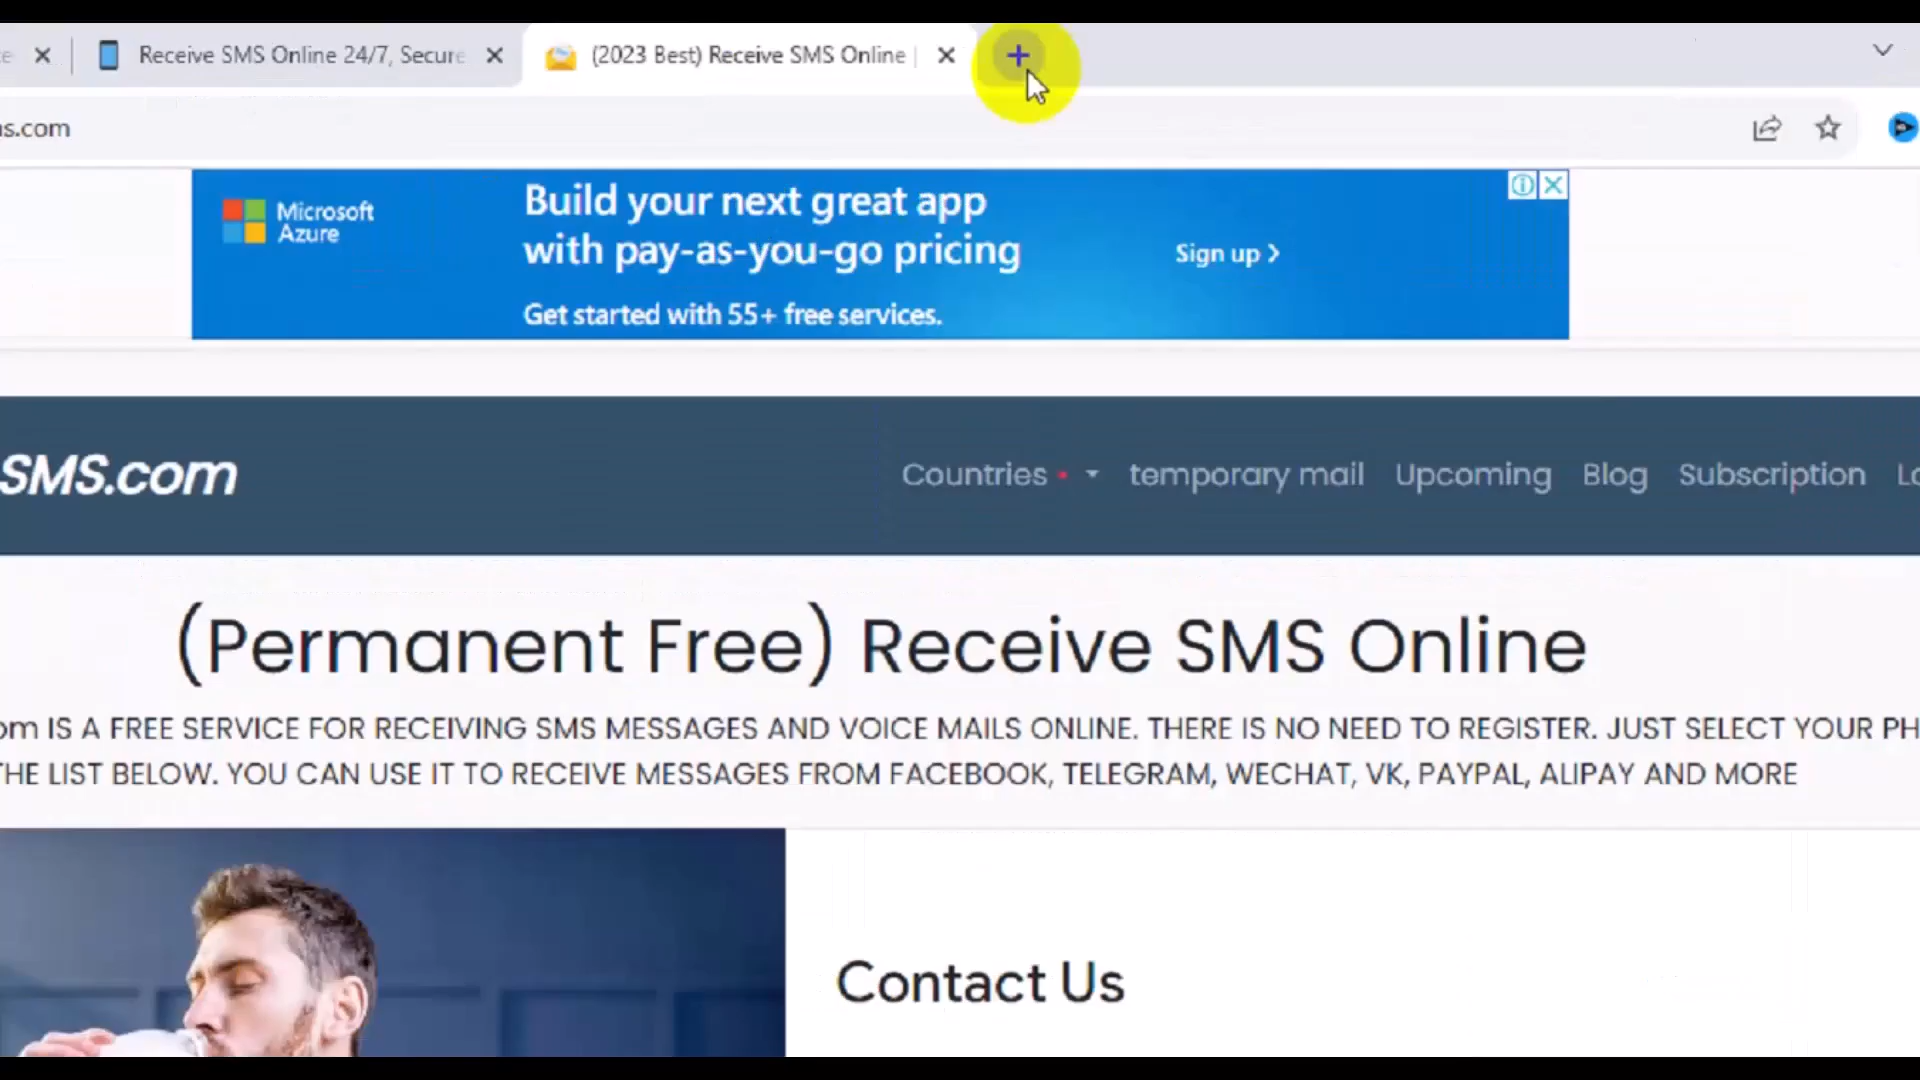 Receive SMS Online 24/7, Secure
(2023 Best) Receive SMS Online |
s.com
Microsoft
Azure
Build your next great app
with pay-as-you-go pricing
Sign up >
Get started with 55+ free services.
SMS.com
Countries
temporary mail
Upcoming
Blog
Subscription
Lo
(Permanent Free) Receive SMS Online
om IS A FREE SERVICE FOR RECEIVING SMS MESSAGES AND VOICE MAILS ONLINE. THERE IS NO NEED TO REGISTER. JUST SELECT YOUR PH
THE LIST BELOW. YOU CAN USE IT TO RECEIVE MESSAGES FROM FACEBOOK, TELEGRAM, WECHAT, VK, PAYPAL, ALIPAY AND MORE
Contact Us